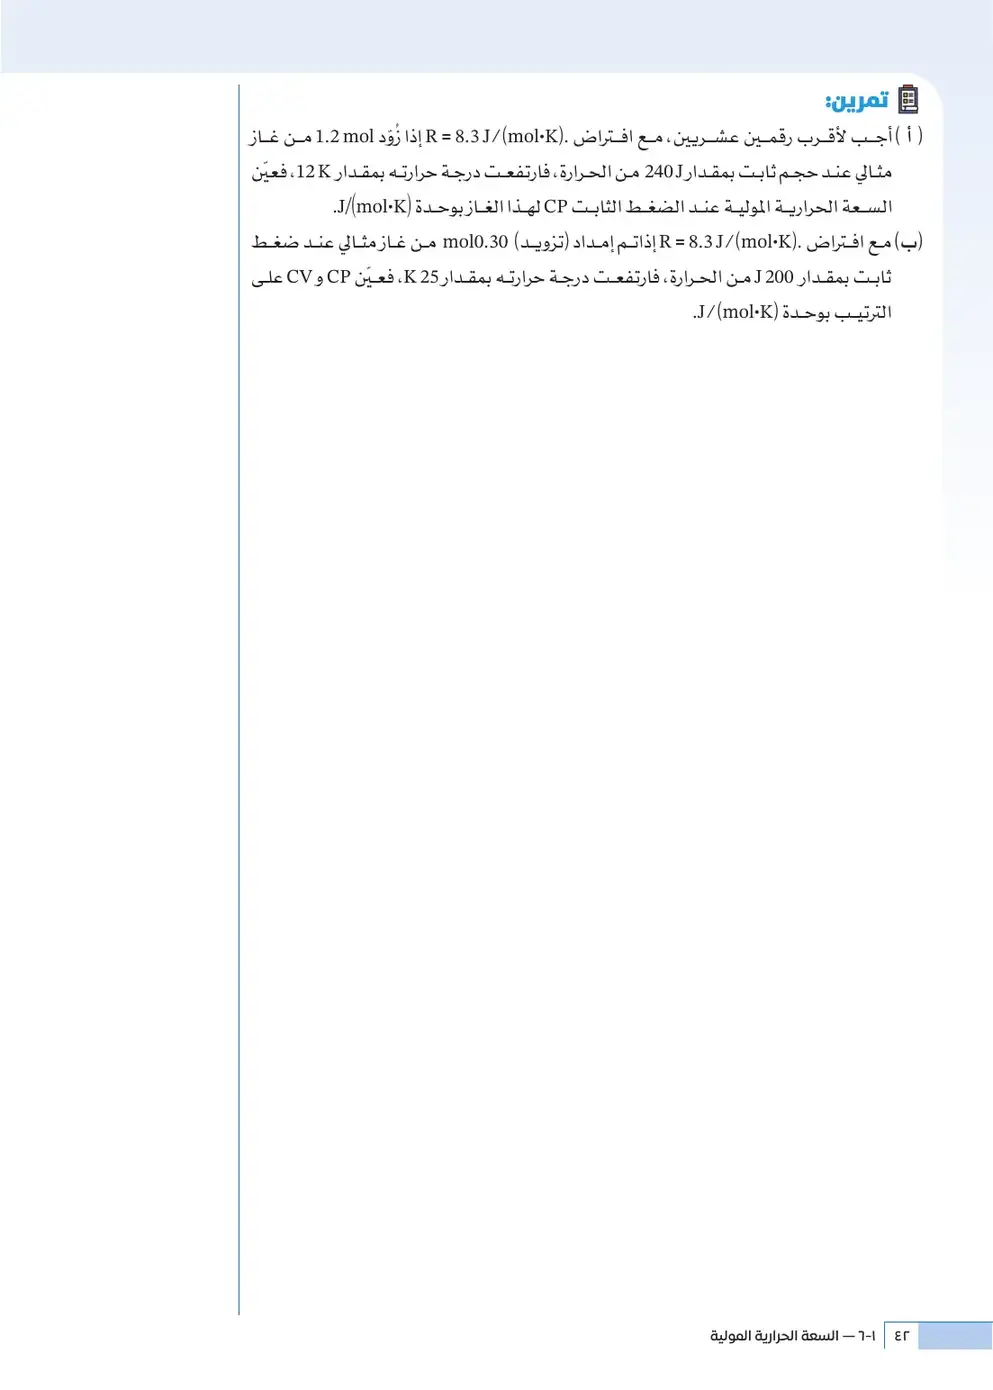 تمرين:
( أ ) أجب لأقرب رقمين عشريين، مع افتراض .R = 8.3 J/(mol•K) إذا زُوّد 1.2 mol من غاز
مثالي عند حجم ثابت بمقدار 240 J من الحرارة، فارتفعت درجة حرارته بمقدار 12 K، فعيّن
السعة الحرارية المولية عند الضغط الثابت CP لهذا الغاز بوحدة J/(mol•K).
(ب) مع افتراض .R = 8.3 J/(mol•K) إذاتم إمداد (تزويد) mol0.30 من غاز مثالي عند ضغط
ثابت بمقدار J 200 من الحرارة، فارتفعت درجة حرارته بمقدار K 25، فعيّن CP و CV على
الترتيب بوحدة J/(mol•K).
٤٢ ١-٦ — السعة الحرارية المولية